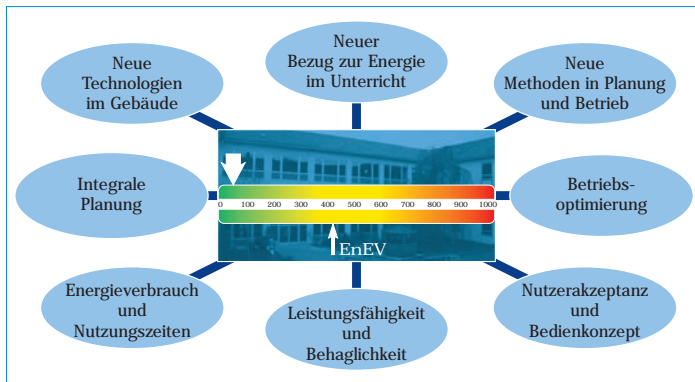 Neue
Technologien
im Gebäude
Neuer
Bezug zur Energie
im Unterricht
Neue
Methoden in Planung
und Betrieb
Integrale
Planung
0 100 200 300 400 500 600 700 800 900 1000
EnEV
Betriebs-
optimierung
Energieverbrauch
und
Nutzungszeiten
Leistungsfähigkeit
und
Behaglichkeit
Nutzerakzeptanz
und
Bedienkonzept